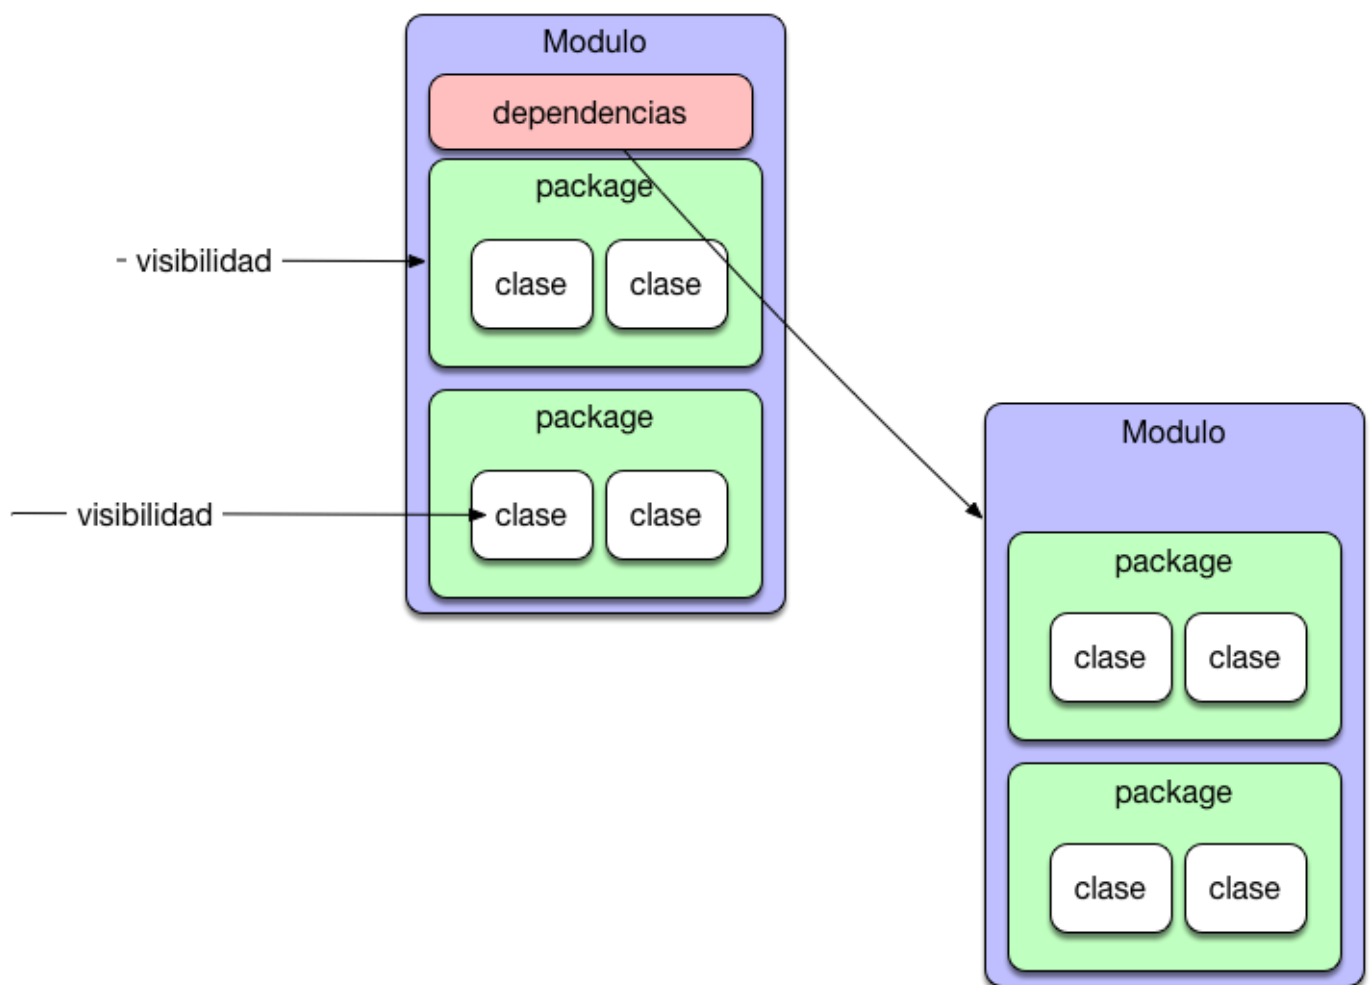 Modulo
dependencias
package
visibilidad
clase clase
package
visibilidad
clase clase
Modulo
package
clase clase
package
clase clase